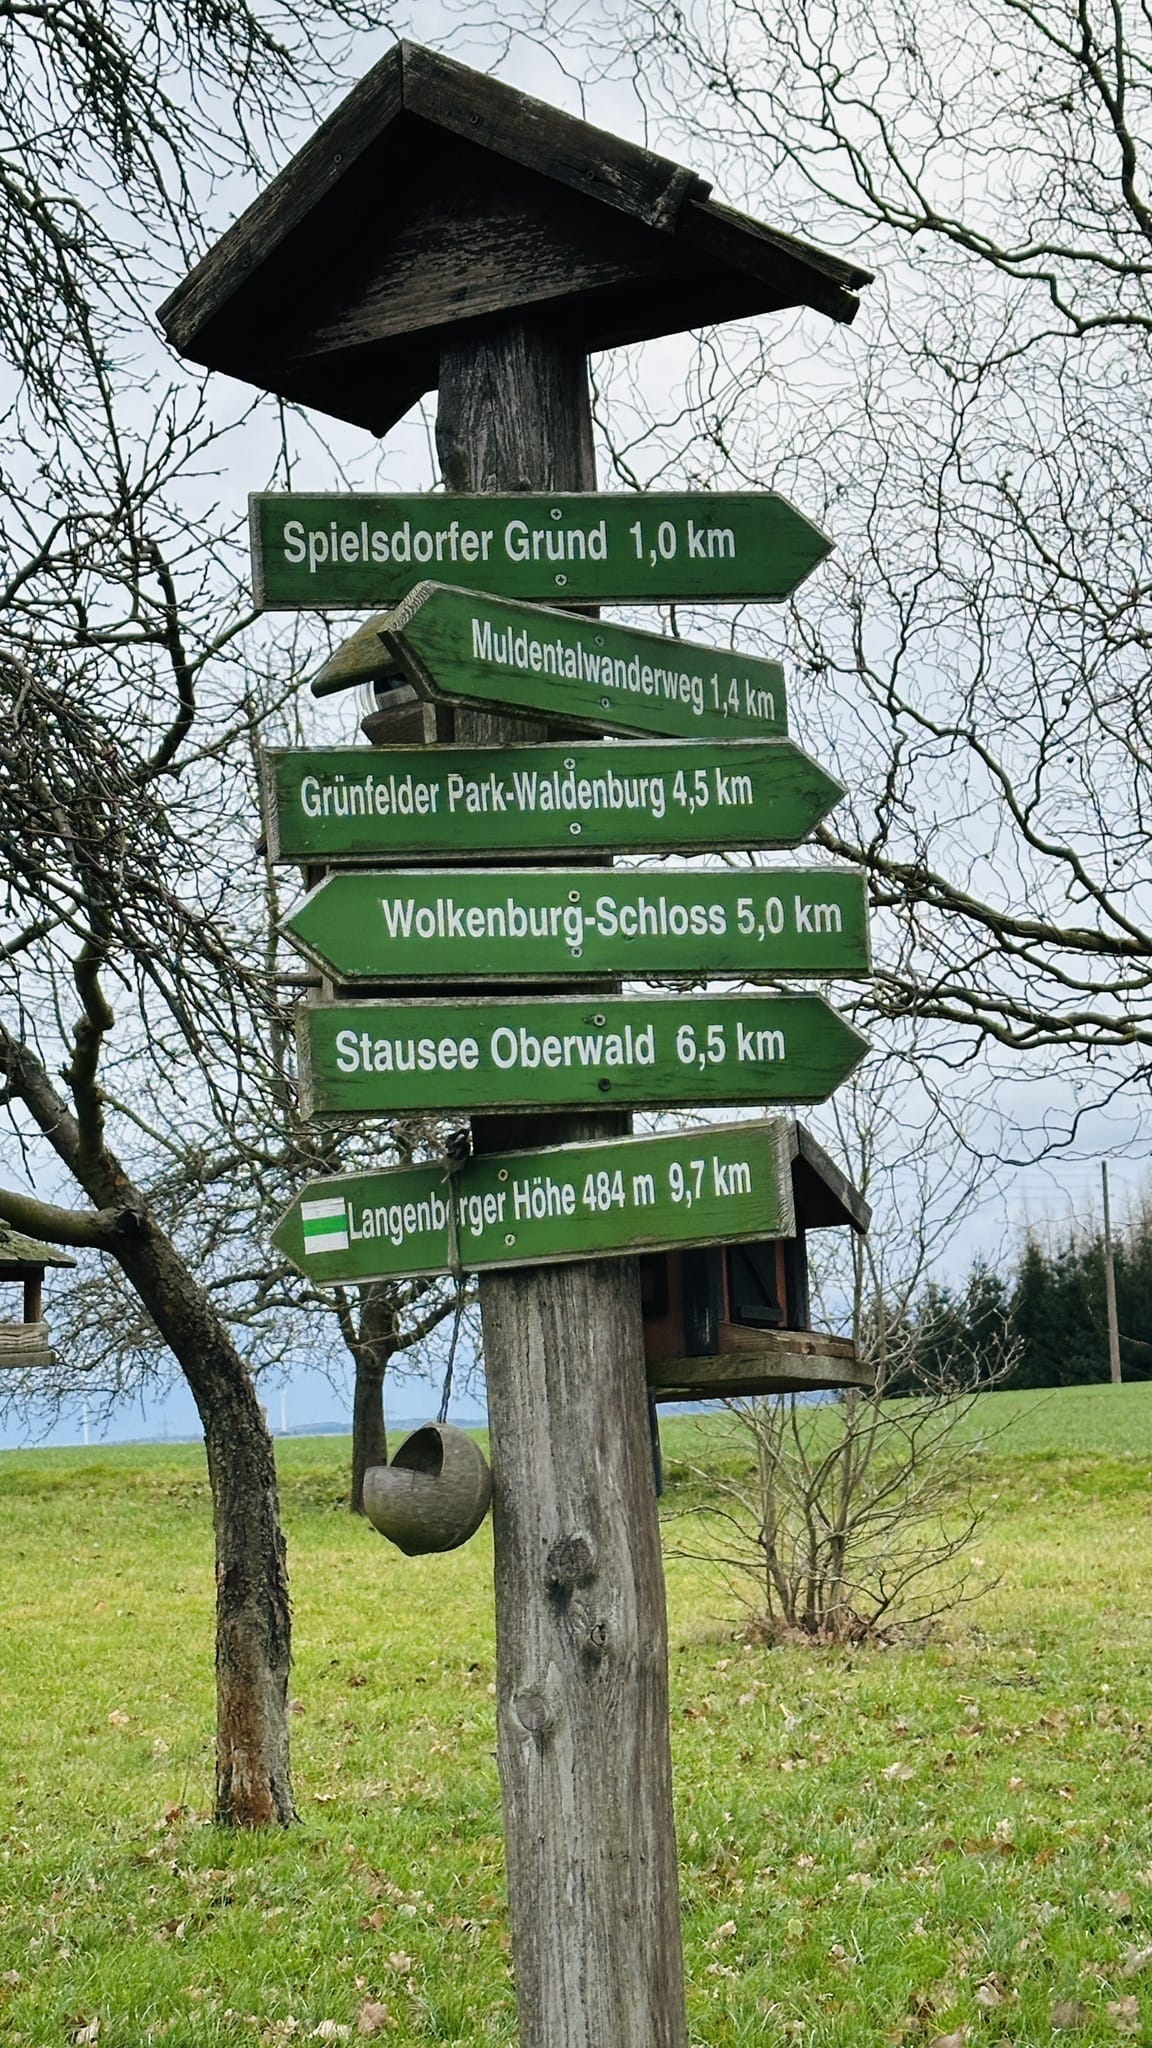 Spielsdorfer Grund 1,0 km
Muldentalwanderweg 1,4 km
Grünfelder Park-Waldenburg 4,5 km
Wolkenburg-Schloss 5,0 km
Stausee Oberwald 6,5 km
Langenberger Höhe 484 m 9,7 km